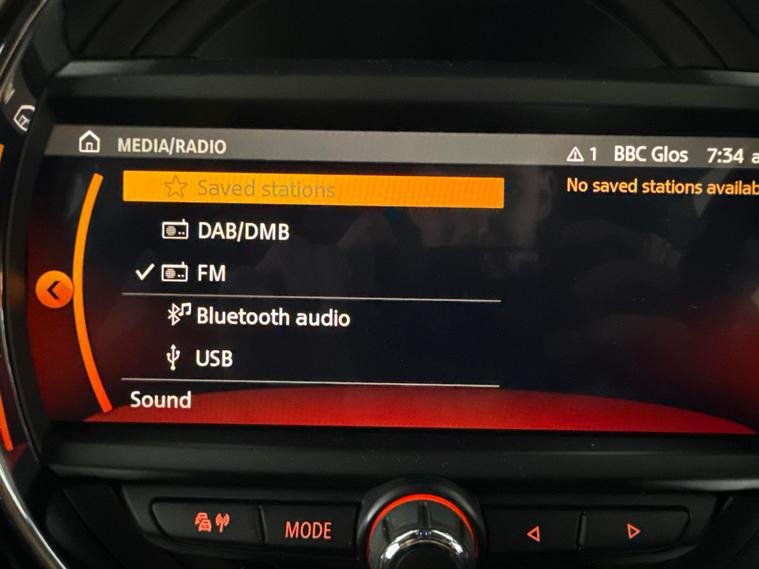 MEDIA/RADIO
1 BBC Glos 7:34 a
Saved stations
No saved stations availab
DAB/DMB
FM
Bluetooth audio
USB
Sound
MODE